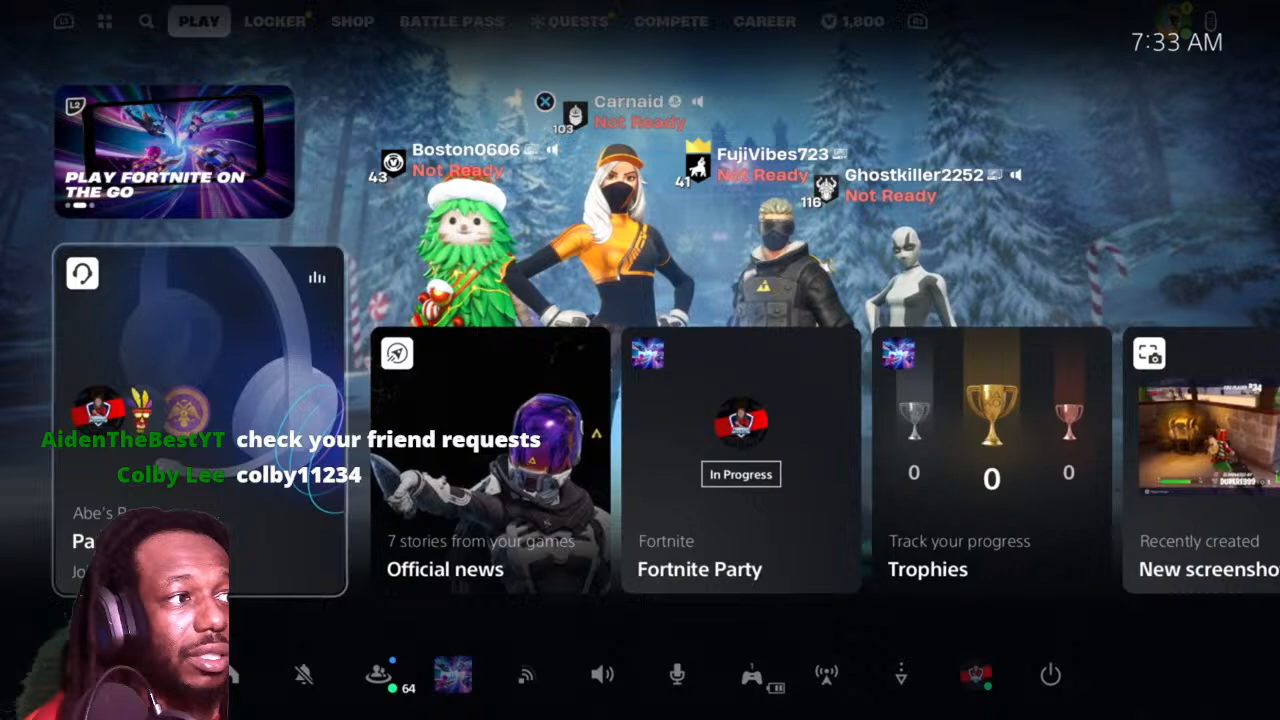 PLAY
LOCKER
SHOP
BATTLE PASS
QUESTS
COMPETE
CAREER
1,800
R1
7:33 AM
L2
PLAY FORTNITE ON
THE GO
Carnaid
103
Not Ready
Boston0606
43
Not Ready
FujiVibes723
41
Not Ready
Ghostkiller2252
116
Not Ready
AidenTheBestYT check your friend requests
Colby Lee colby11234
Abe's
Pa
7 stories from your games
Official news
In Progress
Fortnite
Fortnite Party
0
0
0
Track your progress
Trophies
Recently created
New screensho
64
1